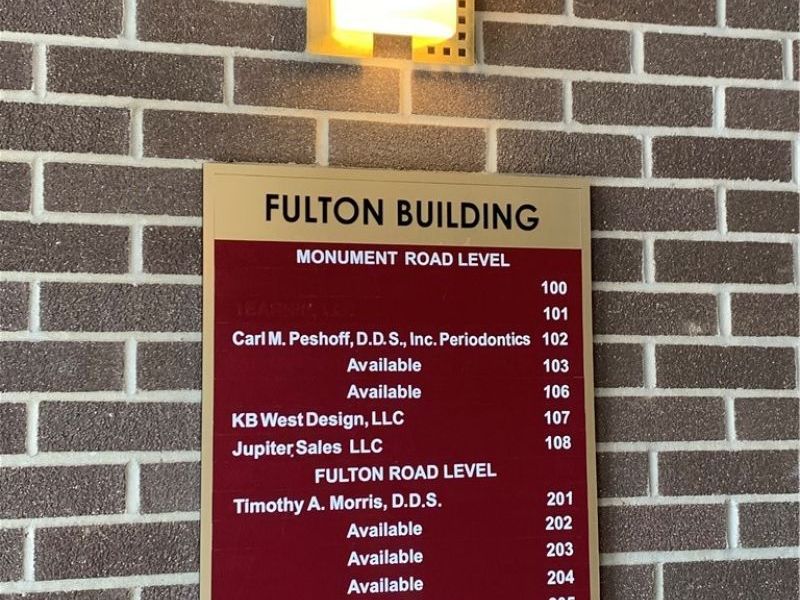 FULTON BUILDING
MONUMENT ROAD LEVEL
100
101
Carl M. Peshoff, D.D.S., Inc. Periodontics 102
Available 103
Available 106
KB West Design, LLC 107
Jupiter Sales LLC 108
FULTON ROAD LEVEL
Timothy A. Morris, D.D.S. 201
Available 202
Available 203
Available 204